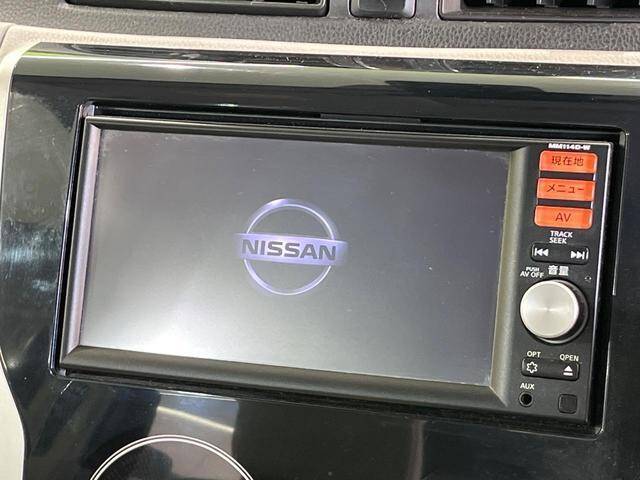 MM114D-W
現在地
メニュー
AV
TRACK
SEEK
PUSH
AV OFF
音量
NISSAN
OPT
OPEN
AUX